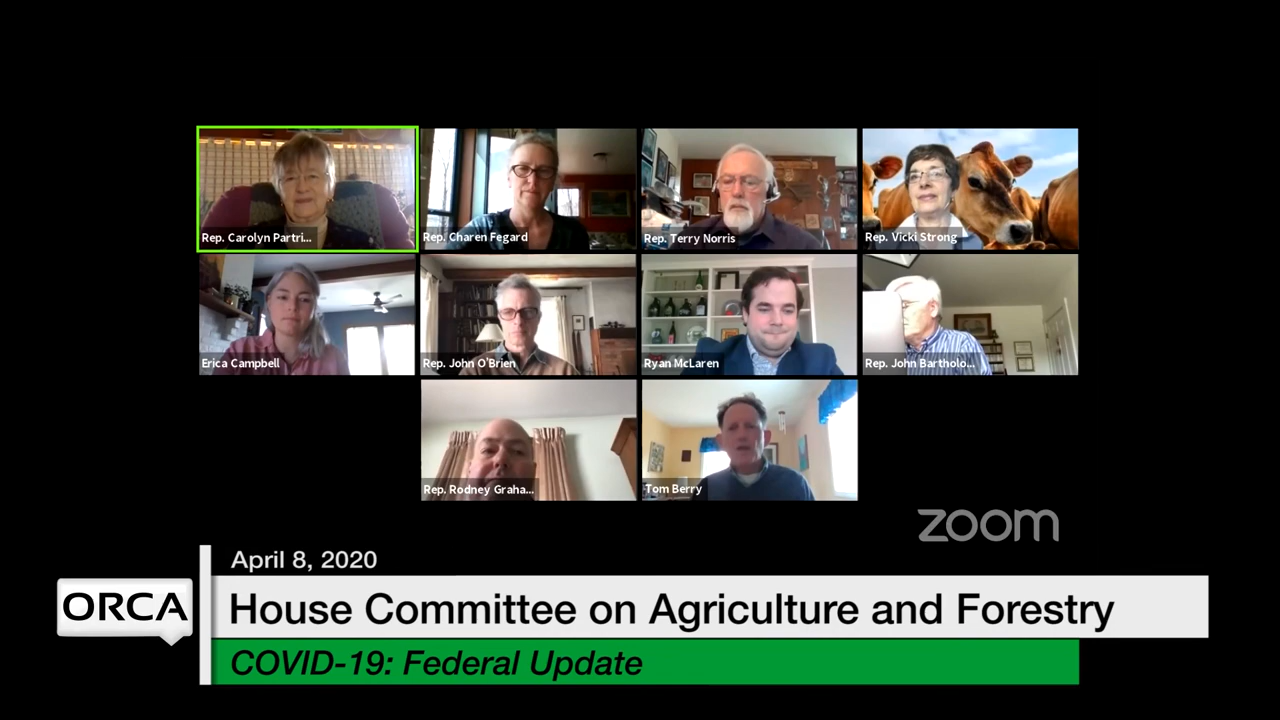 Rep. Carolyn Partri...
Rep. Charen Fegard
Rep. Terry Norris
Rep. Vicki Strong
Erica Campbell
Rep. John O'Brien
Ryan McLaren
Rep. John Bartholo...
Rep. Rodney Graha...
Tom Berry
zoom
April 8, 2020
ORCA
House Committee on Agriculture and Forestry
COVID-19: Federal Update